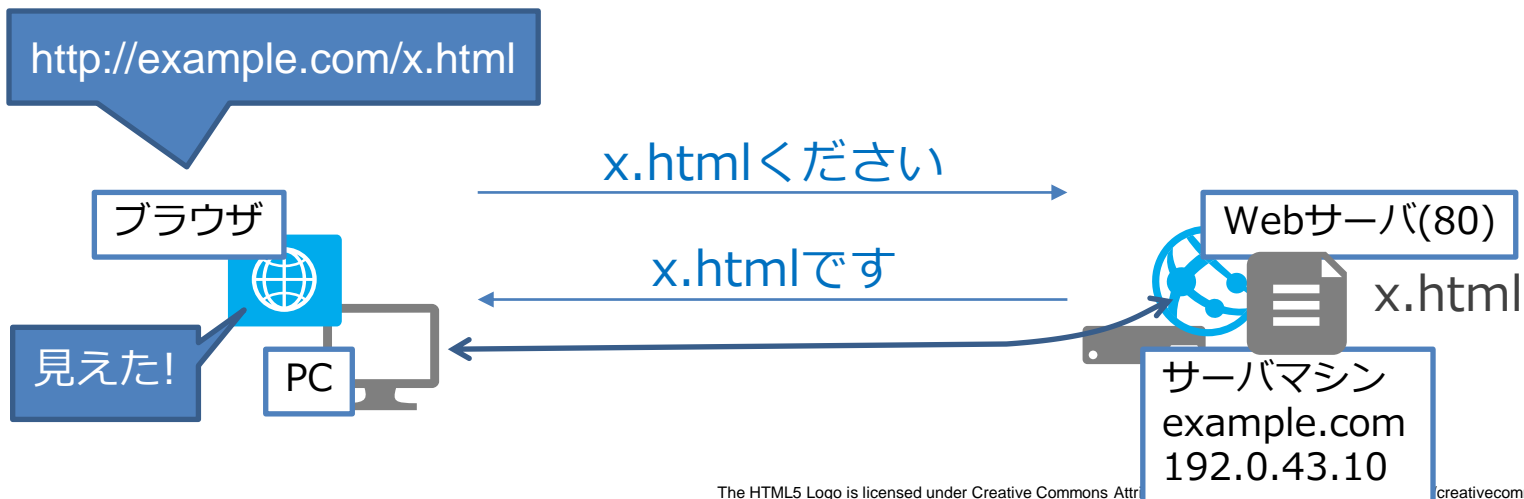 http://example.com/x.html
x.htmlください
ブラウザ
Webサーバ(80)
x.htmlです
x.html
見えた!
PC
サーバマシン
example.com
192.0.43.10
The HTML5 Logo is licensed under Creative Commons